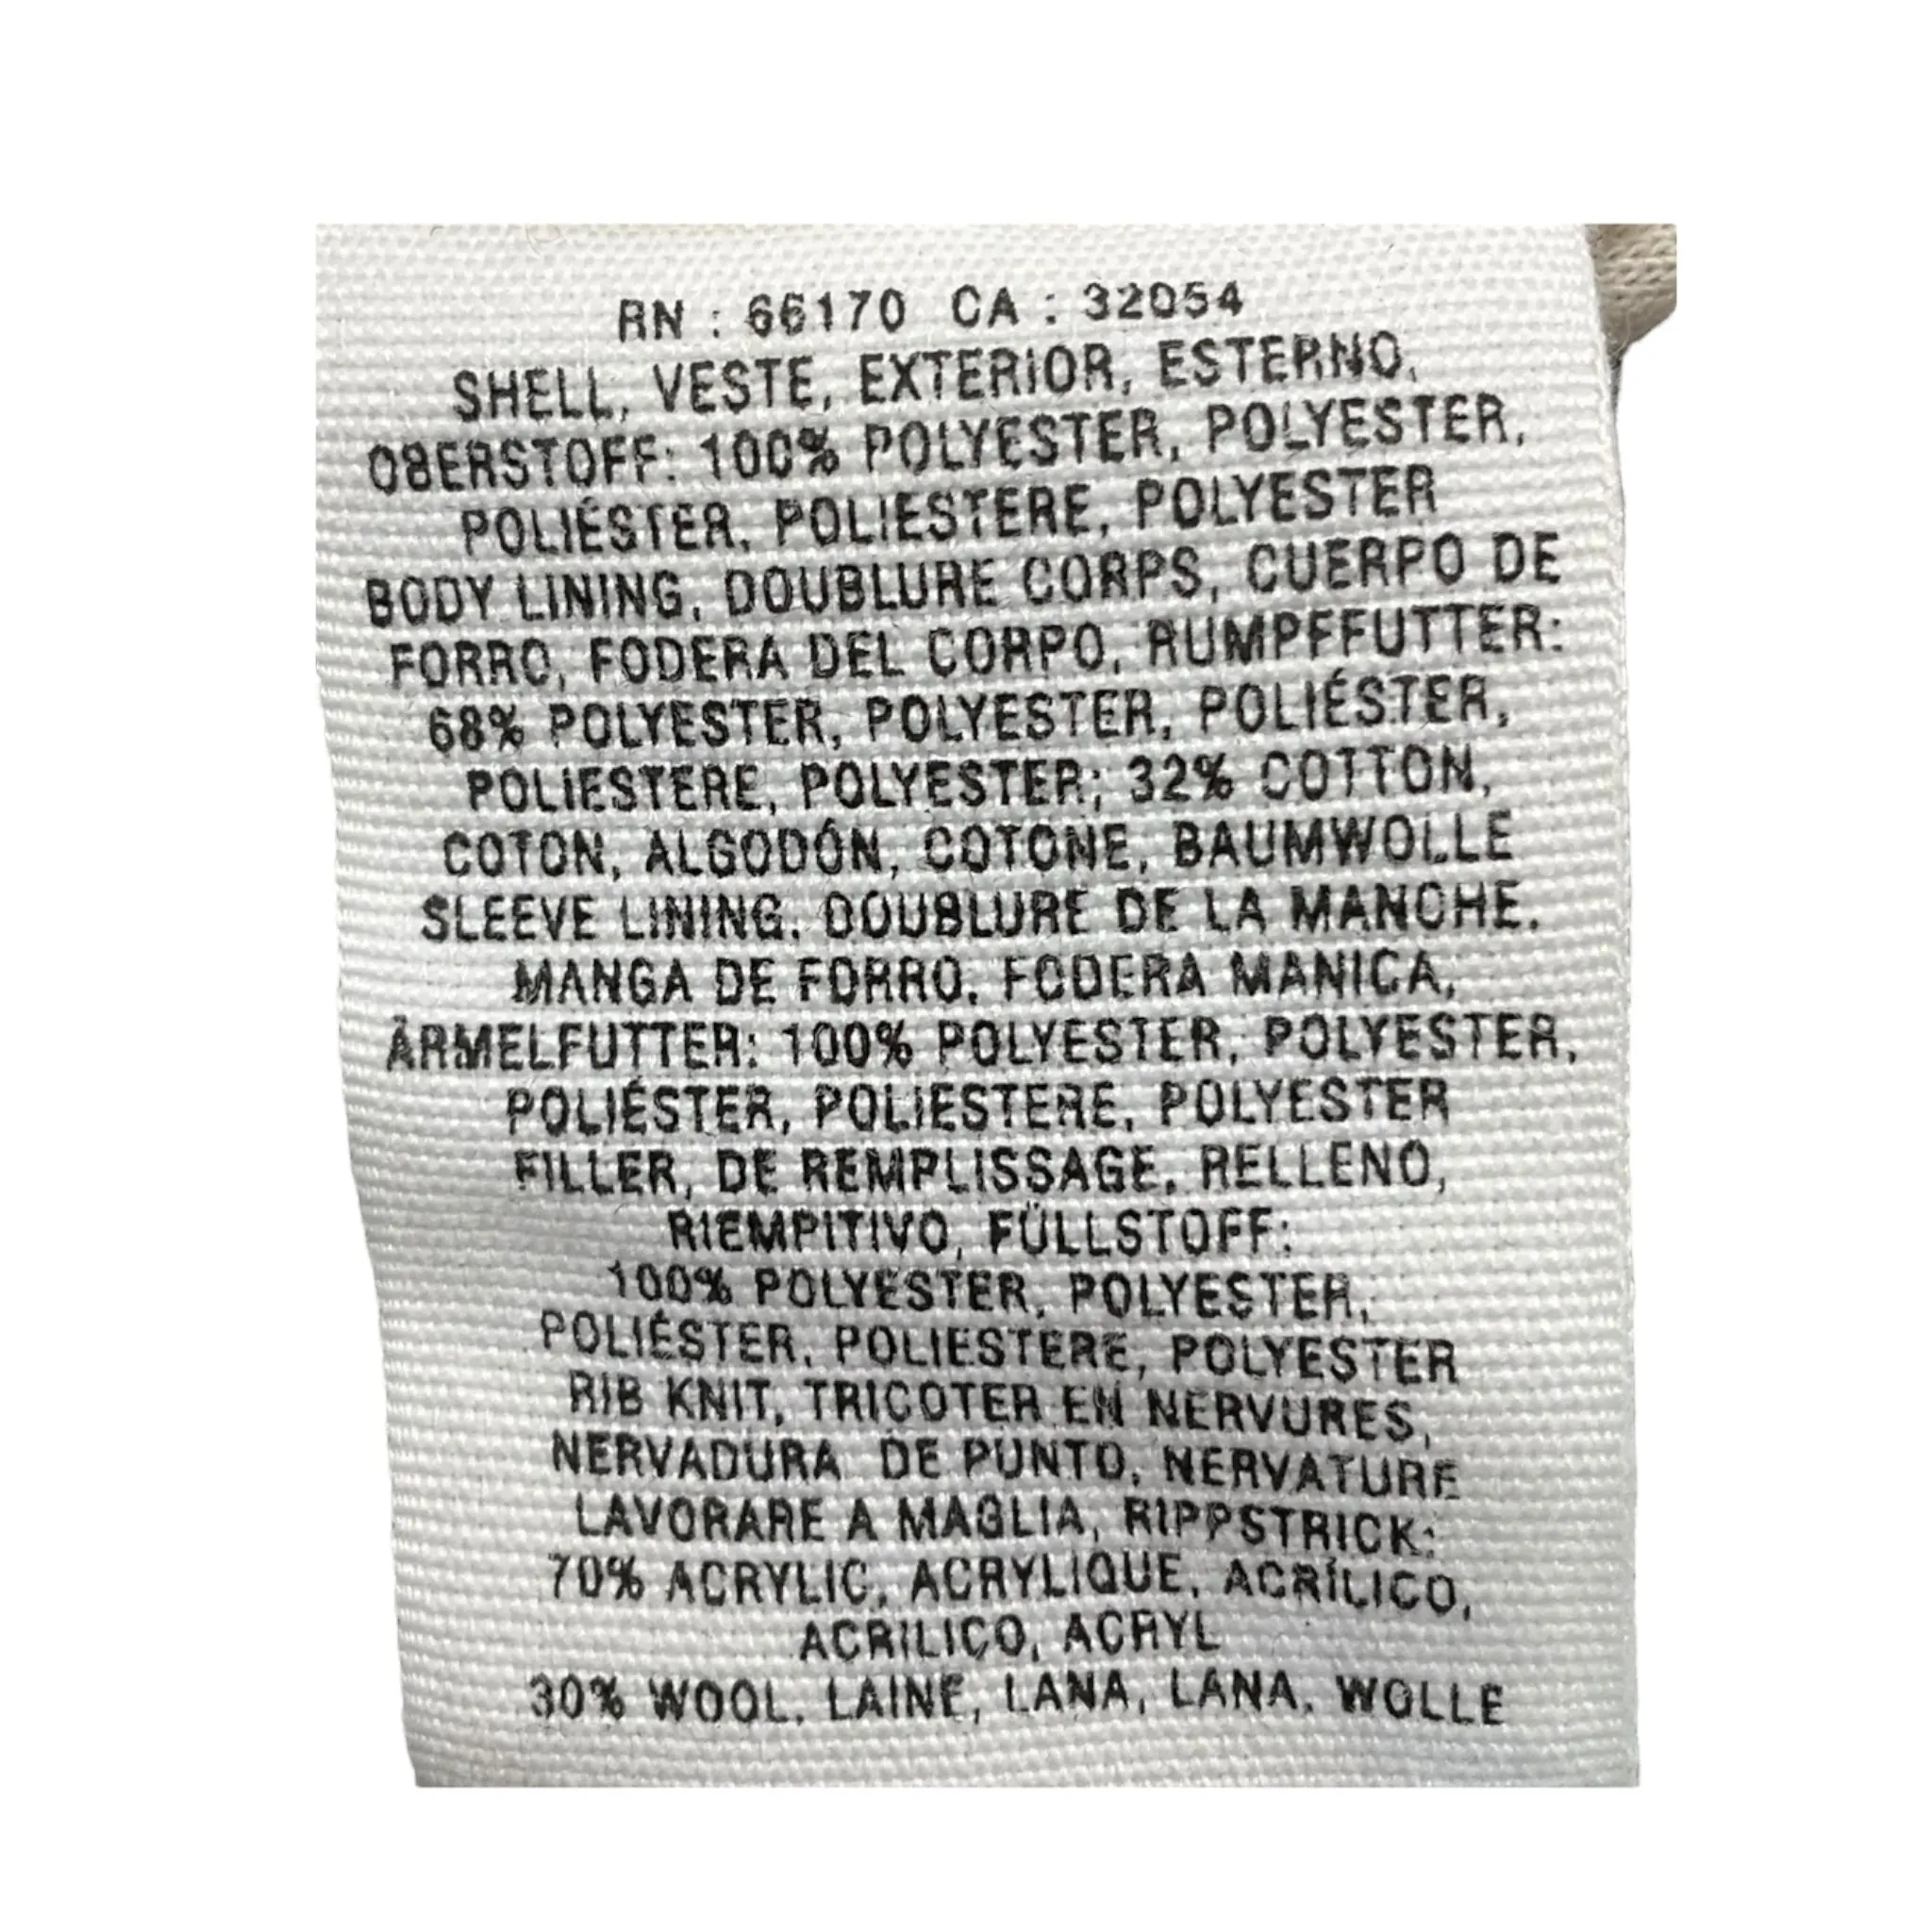 RN : 66170 CA : 32054
SHELL, VESTE, EXTERIOR, ESTERNO,
OBERSTOFF: 100% POLYESTER, POLYESTER,
POLIÉSTER, POLIESTERE, POLYESTER
BODY LINING, DOUBLURE CORPS, CUERPO DE
FORRO, FODERA DEL CORPO, RUMPFFUTTER:
68% POLYESTER, POLYESTER, POLIÉSTER,
POLIESTERE, POLYESTER; 32% COTTON,
COTON, ALGODÓN, COTONE, BAUMWOLLE
SLEEVE LINING, DOUBLURE DE LA MANCHE,
MANGA DE FORRO, FODERA MANICA,
ÄRMELFUTTER: 100% POLYESTER, POLYESTER,
POLIÉSTER, POLIESTERE, POLYESTER
FILLER, DE REMPLISSAGE, RELLENO,
RIEMPITIVO, FÜLLSTOFF:
100% POLYESTER, POLYESTER,
POLIÉSTER, POLIESTERE, POLYESTER
RIB KNIT, TRICOTER EN NERVURES,
NERVADURA DE PUNTO, NERVATURE
LAVORARE A MAGLIA, RIPPSTRICK:
70% ACRYLIC, ACRYLIQUE, ACRÍLICO,
ACRILICO, ACRYL
30% WOOL, LAINE, LANA, LANA, WOLLE